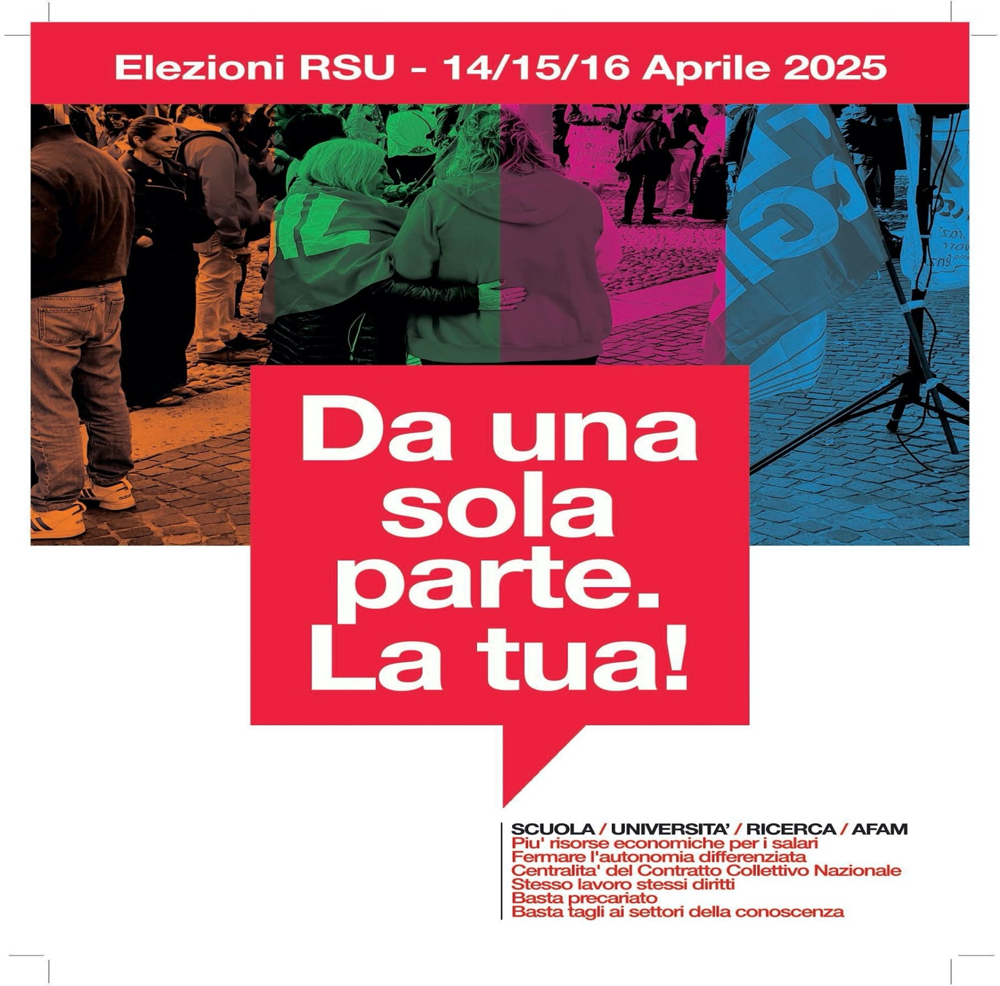 Elezioni RSU - 14/15/16 Aprile 2025
Da una
sola
parte.
La tua!
SCUOLA / UNIVERSITA’ / RICERCA / AFAM
Piu' risorse economiche per i salari
Fermare l'autonomia differenziata
Centralita' del Contratto Collettivo Nazionale
Stesso lavoro stessi diritti
Basta precariato
Basta tagli ai settori della conoscenza